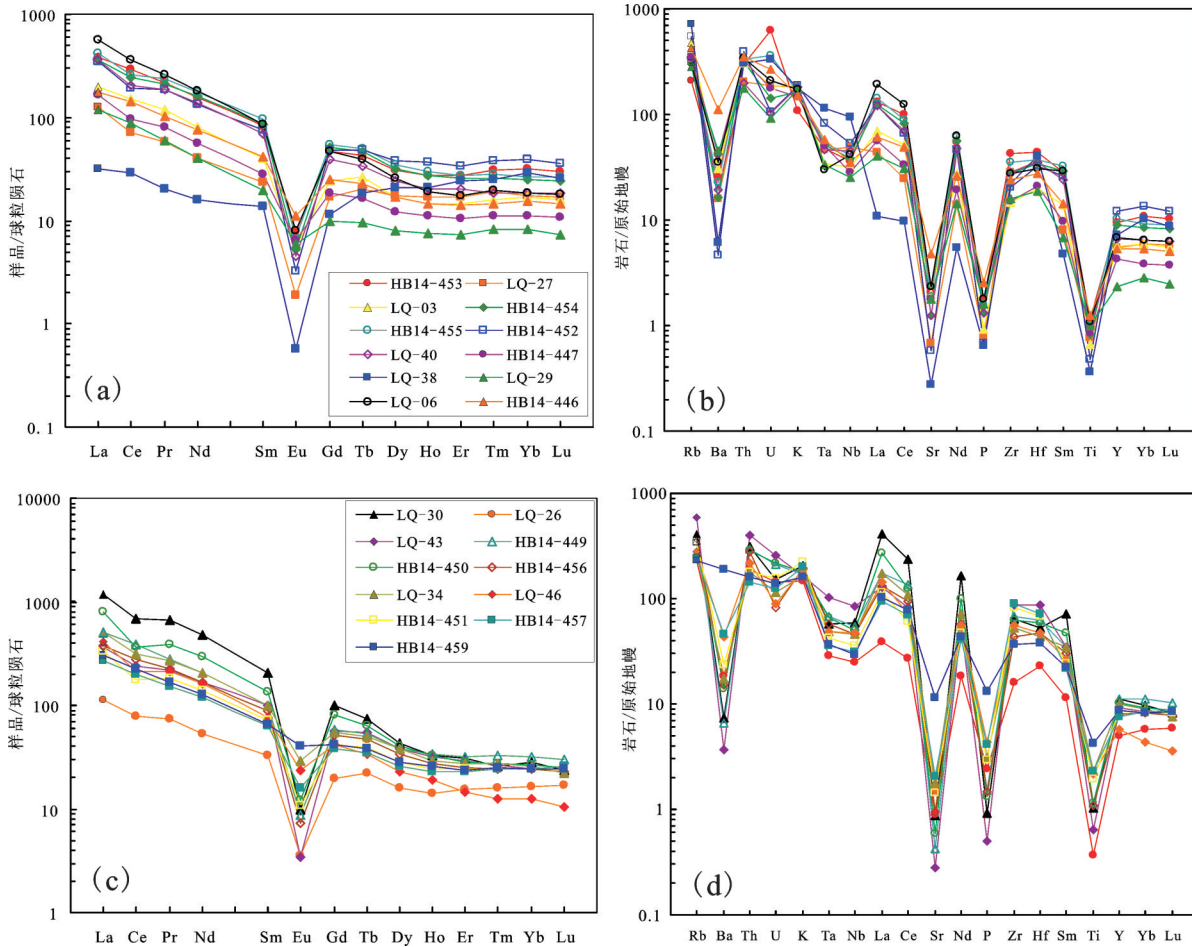 1000
100
10
1
0.1
样品/球粒陨石
HB14-453 LQ-27
LQ-03 HB14-454
HB14-455 HB14-452
LQ-40 HB14-447
LQ-38 LQ-29
LQ-06 HB14-446
(a)
La Ce Pr Nd Sm Eu Gd Tb Dy Ho Er Tm Yb Lu
1000
100
10
1
0.1
岩石/原始地幔
(b)
Rb Ba Th U K Ta Nb La Ce Sr Nd P Zr Hf Sm Ti Y Yb Lu
10000
1000
100
10
1
样品/球粒陨石
LQ-30 LQ-26
LQ-43 HB14-449
HB14-450 HB14-456
LQ-34 LQ-46
HB14-451 HB14-457
HB14-459
(c)
La Ce Pr Nd Sm Eu Gd Tb Dy Ho Er Tm Yb Lu
1000
100
10
1
0.1
岩石/原始地幔
(d)
Rb Ba Th U K Ta Nb La Ce Sr Nd P Zr Hf Sm Ti Y Yb Lu